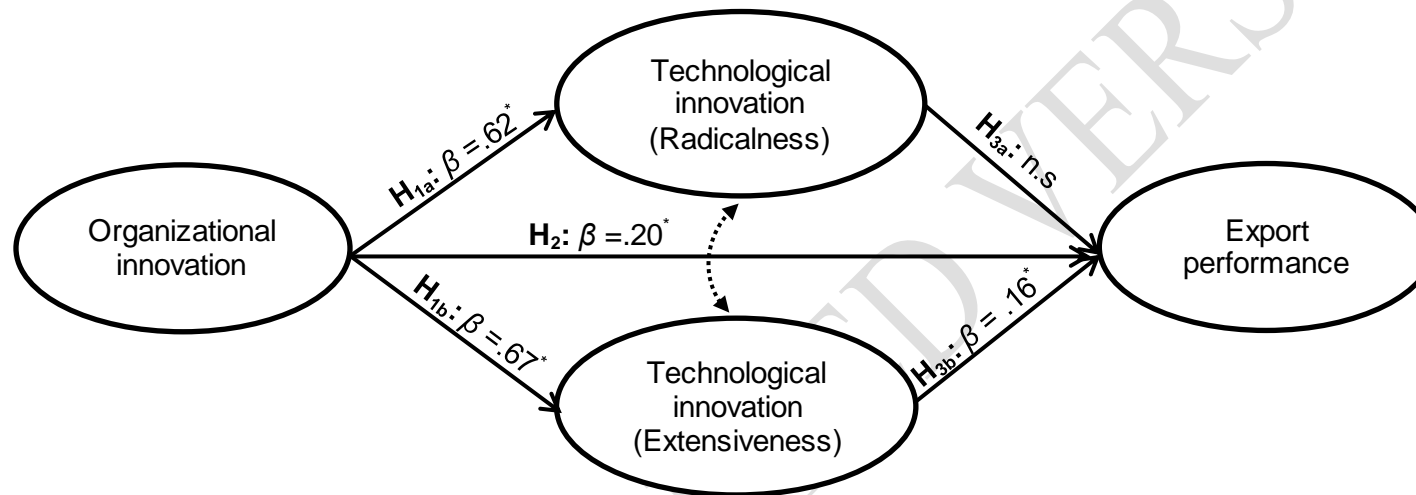 Technological
innovation
(Radicalness)
H1a: β =.62*
H3a: n.s
Organizational
innovation
H2: β =.20*
Export
performance
H1b: β =.67*
H3b: β = .16*
Technological
innovation
(Extensiveness)